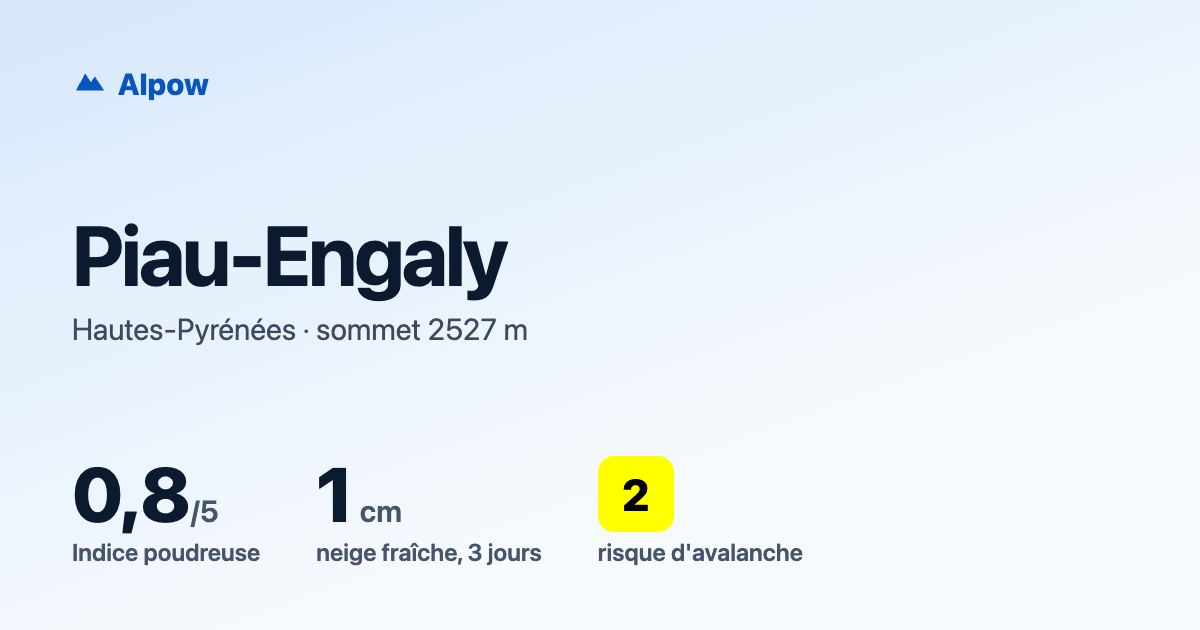 Alpow
Piau-Engaly
Hautes-Pyrénées · sommet 2527 m
0,8/5
Indice poudreuse
1 cm
neige fraîche, 3 jours
2
risque d'avalanche